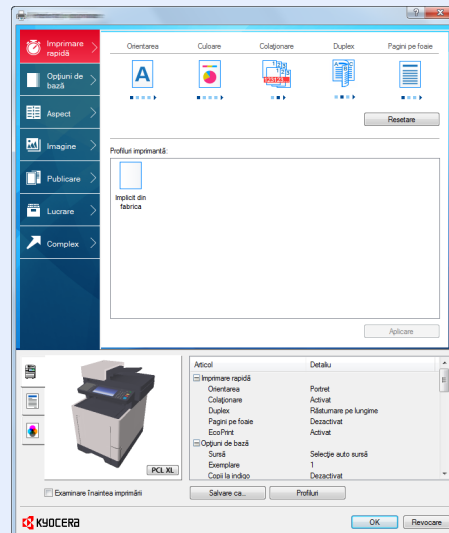 Imprimare rapidă
Opțiuni de bază
Aspect
Imagine
Publicare
Lucrare
Complex
Orientarea Culoare Colaționare Duplex Pagini pe foaie
A
123123
Resetare
Profiluri imprimantă:
Implicit din fabrica
Aplicare
PCL XL
Examinare înaintea imprimării
Articol Detaliu
Imprimare rapidă
Orientarea Portret
Colaționare Activat
Duplex Răsturnare pe lungime
Pagini pe foaie Dezactivat
EcoPrint Activat
Opțiuni de bază
Sursă Selecție auto sursă
Exemplare 1
Copii la indigo Dezactivat
Salvare ca... Profiluri
KYOCERA
OK Revocare